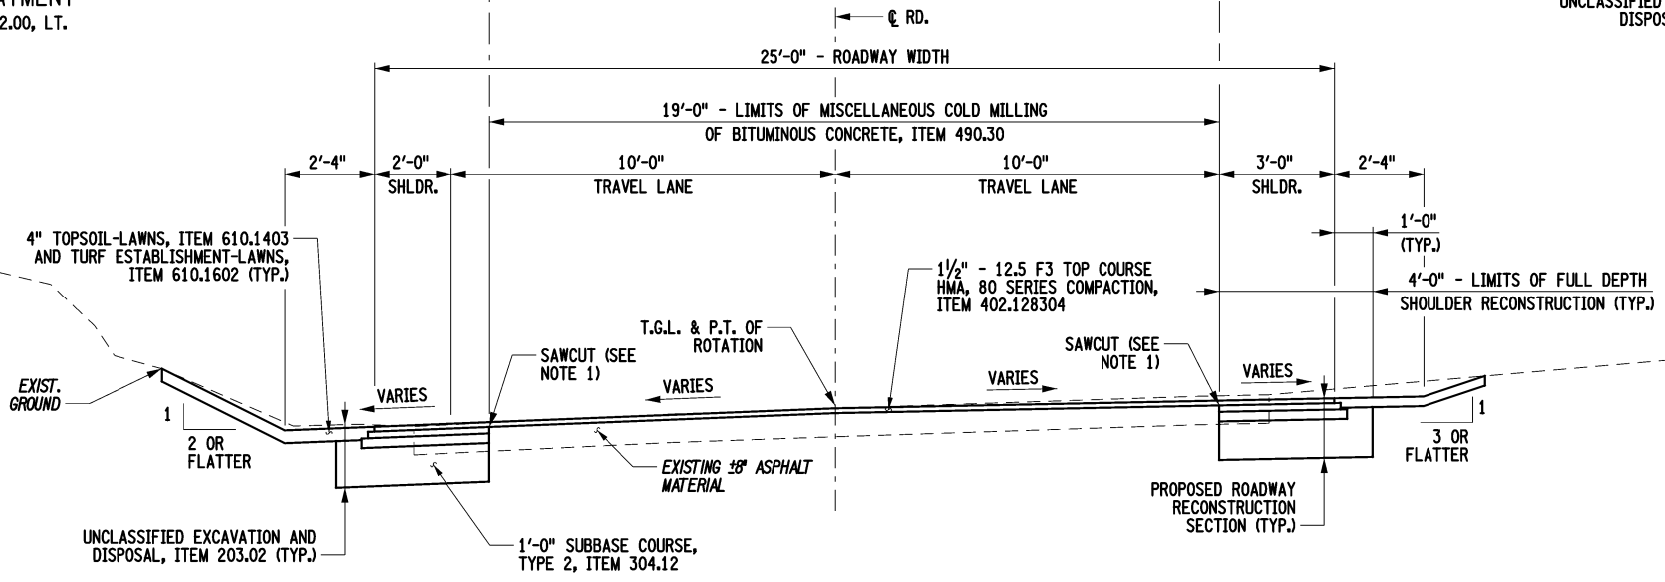 2.00, LT.
℄ RD.
UNCLASSIFIED
25'-0" - ROADWAY WIDTH
19'-0" - LIMITS OF MISCELLANEOUS COLD MILLING
OF BITUMINOUS CONCRETE, ITEM 490.30
2'-4"
2'-0"
SHLDR.
10'-0"
TRAVEL LANE
10'-0"
TRAVEL LANE
3'-0"
SHLDR.
2'-4"
1'-0"
(TYP.)
4" TOPSOIL-LAWNS, ITEM 610.1403
AND TURF ESTABLISHMENT-LAWNS,
ITEM 610.1602 (TYP.)
1½" - 12.5 F3 TOP COURSE
HMA, 80 SERIES COMPACTION,
ITEM 402.128304
4'-0" - LIMITS OF FULL DEPTH
SHOULDER RECONSTRUCTION (TYP.)
T.G.L. & P.T. OF
ROTATION
SAWCUT (SEE
NOTE 1)
SAWCUT (SEE
NOTE 1)
EXIST.
GROUND
VARIES
VARIES
VARIES
VARIES
1
2 OR
FLATTER
1
3 OR
FLATTER
EXISTING ±8" ASPHALT
MATERIAL
PROPOSED ROADWAY
RECONSTRUCTION
SECTION (TYP.)
UNCLASSIFIED EXCAVATION AND
DISPOSAL, ITEM 203.02 (TYP.)
1'-0" SUBBASE COURSE,
TYPE 2, ITEM 304.12